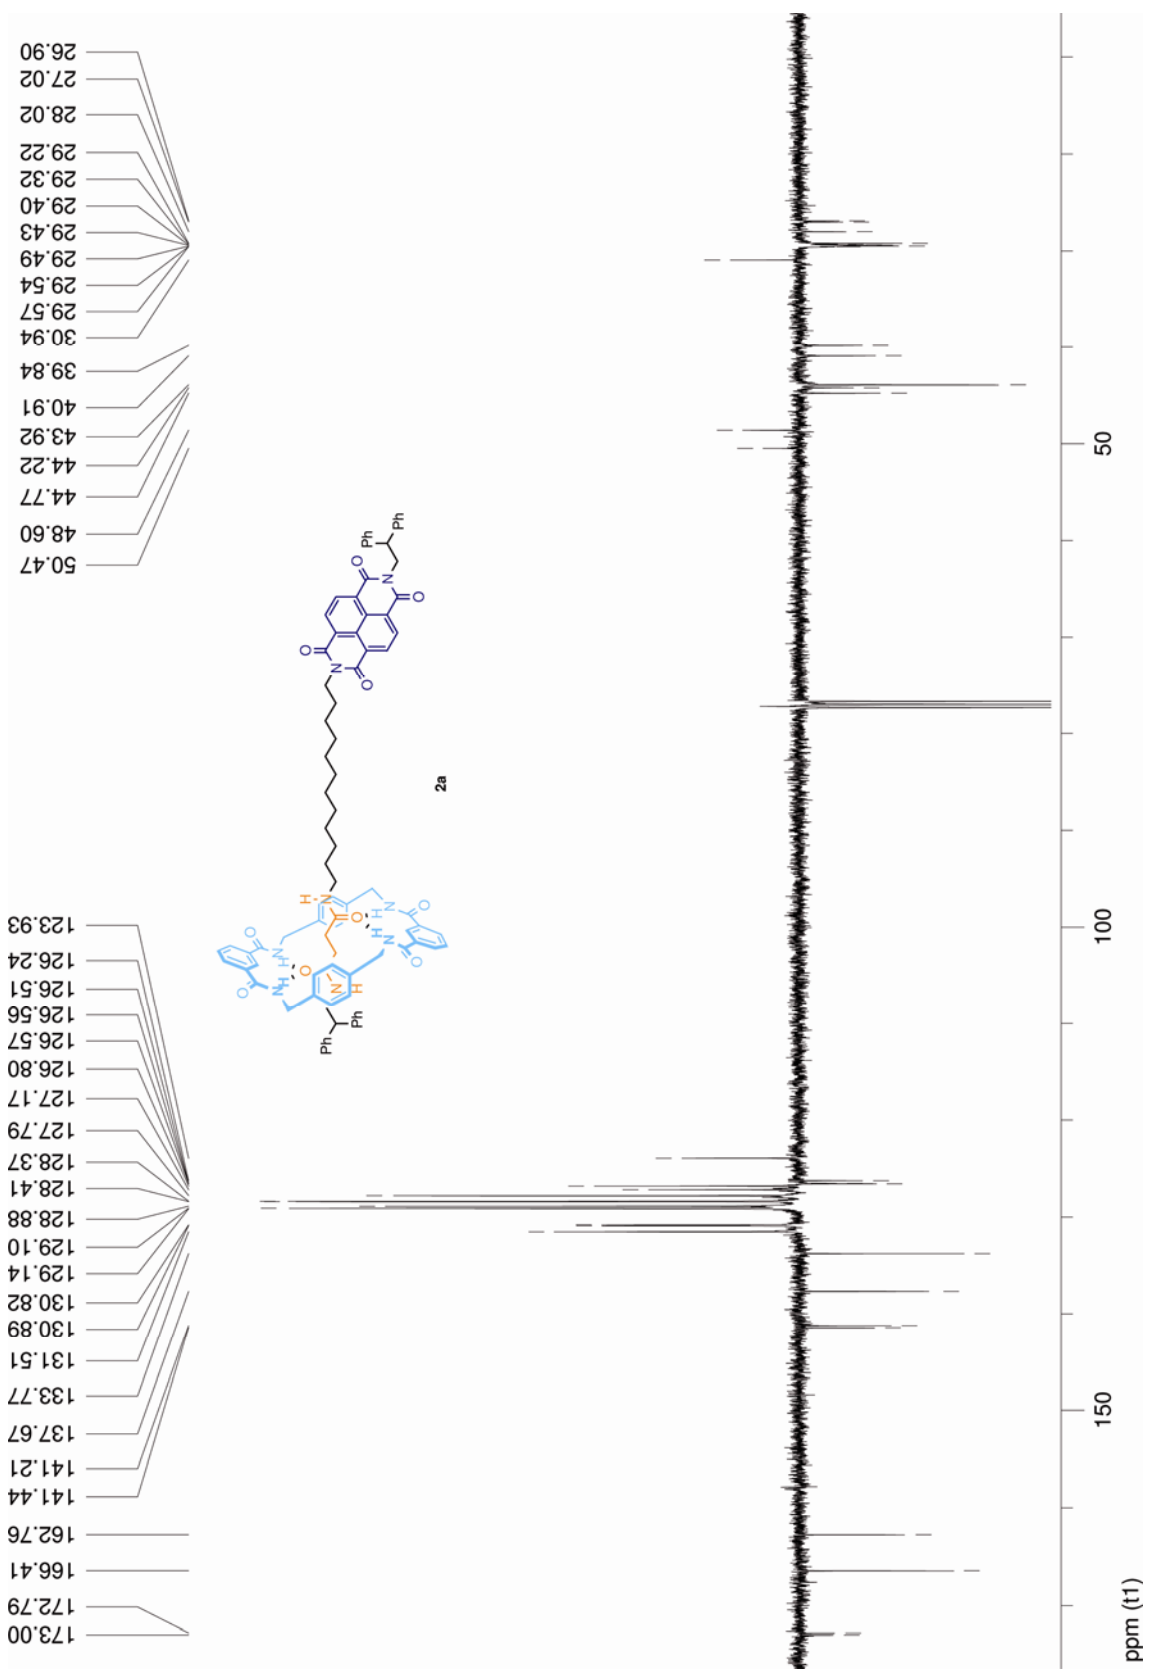 173.00
172.79
166.41
162.76
141.44
141.21
137.67
133.77
131.51
130.89
130.82
129.14
129.10
128.88
128.41
128.37
127.79
127.17
126.80
126.57
126.56
126.51
126.24
123.93
50.47
48.60
44.77
44.22
43.92
40.91
39.84
30.94
29.57
29.54
29.49
29.43
29.40
29.32
29.22
28.02
27.02
26.90
O
O
N
N
H
H
O
N
H
Ph
Ph
H
N
O
H
N
H
N
O
O
O
N
O
O
N
O
Ph
Ph
2a
150
100
50
ppm (t1)